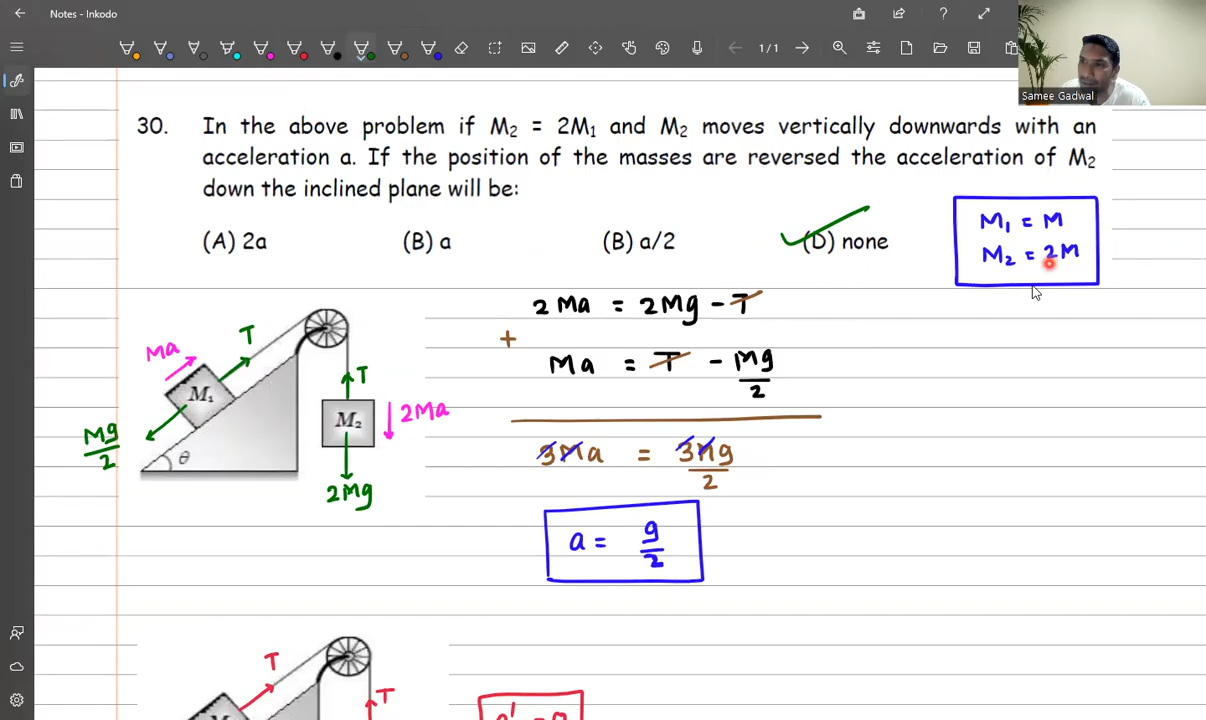 Notes - Inkodo
1/1
Samee Gadwal
30. In the above problem if M₂ = 2M₁ and M₂ moves vertically downwards with an
acceleration a. If the position of the masses are reversed the acceleration of M₂
down the inclined plane will be:
(A) 2a (B) a (B) a/2 (D) none
M₁ = M
M₂ = 2M
2Ma = 2Mg - T
+
Ma = T - Mg/2
3Ma = 3Mg/2
a = g/2
Ma
T
M₁
Mg/2
θ
T
M₂
2Ma
2Mg
T
T